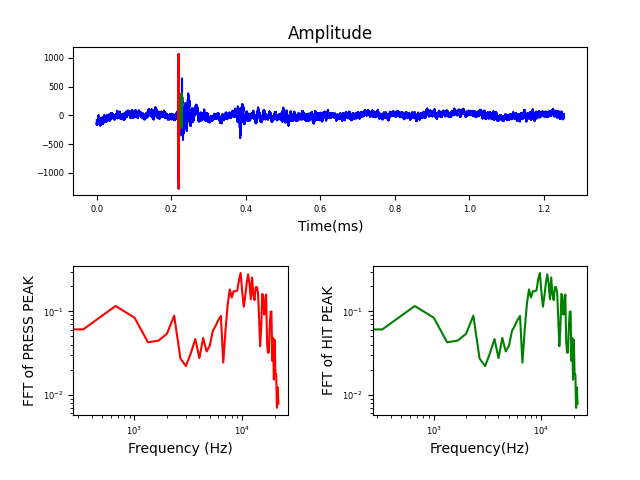 Amplitude
1000
500
0
−500
−1000
0.0 0.2 0.4 0.6 0.8 1.0 1.2
Time(ms)
FFT of PRESS PEAK
10⁻¹
10⁻²
10³ 10⁴
Frequency (Hz)
FFT of HIT PEAK
10⁻¹
10⁻²
10³ 10⁴
Frequency(Hz)